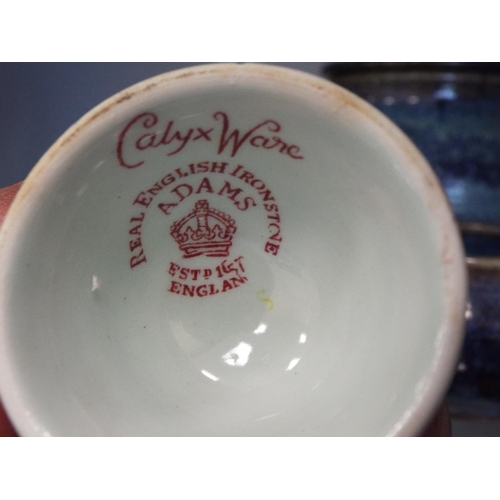 Calyx Ware
REAL ENGLISH IRONSTONE
ADAMS
ESTD 1657
ENGLAND